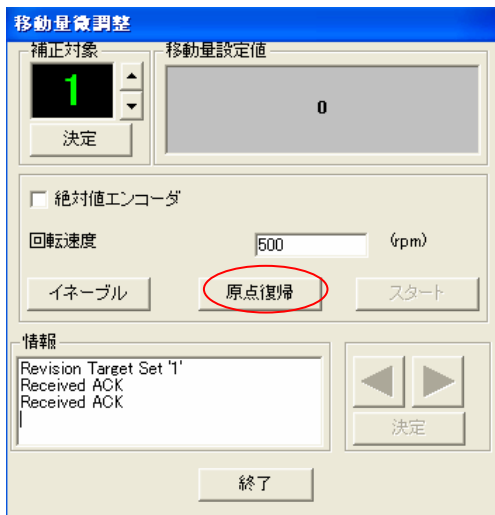 移動量微調整
補正対象
移動量設定値
1
0
決定
絶対値エンコーダ
回転速度
500
(rpm)
イネーブル
原点復帰
スタート
情報
Revision Target Set '1'
Received ACK
Received ACK
決定
終了